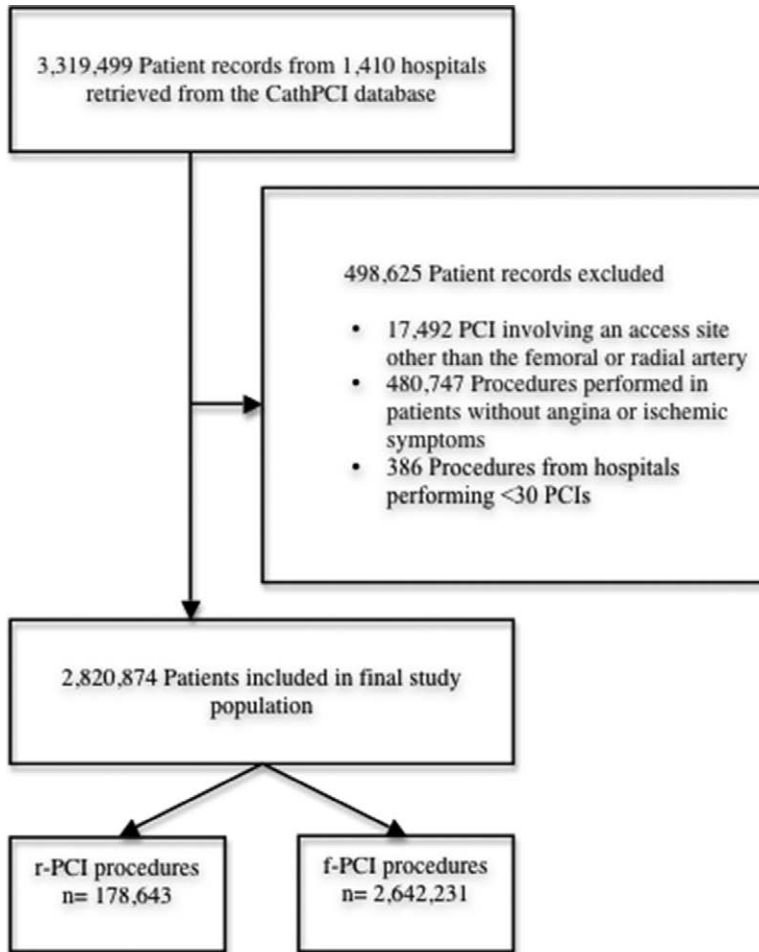 3,319,499 Patient records from 1,410 hospitals
retrieved from the CathPCI database
498,625 Patient records excluded
• 17,492 PCI involving an access site
other than the femoral or radial artery
• 480,747 Procedures performed in
patients without angina or ischemic
symptoms
• 386 Procedures from hospitals
performing <30 PCIs
2,820,874 Patients included in final study
population
r-PCI procedures
n= 178,643
f-PCI procedures
n= 2,642,231